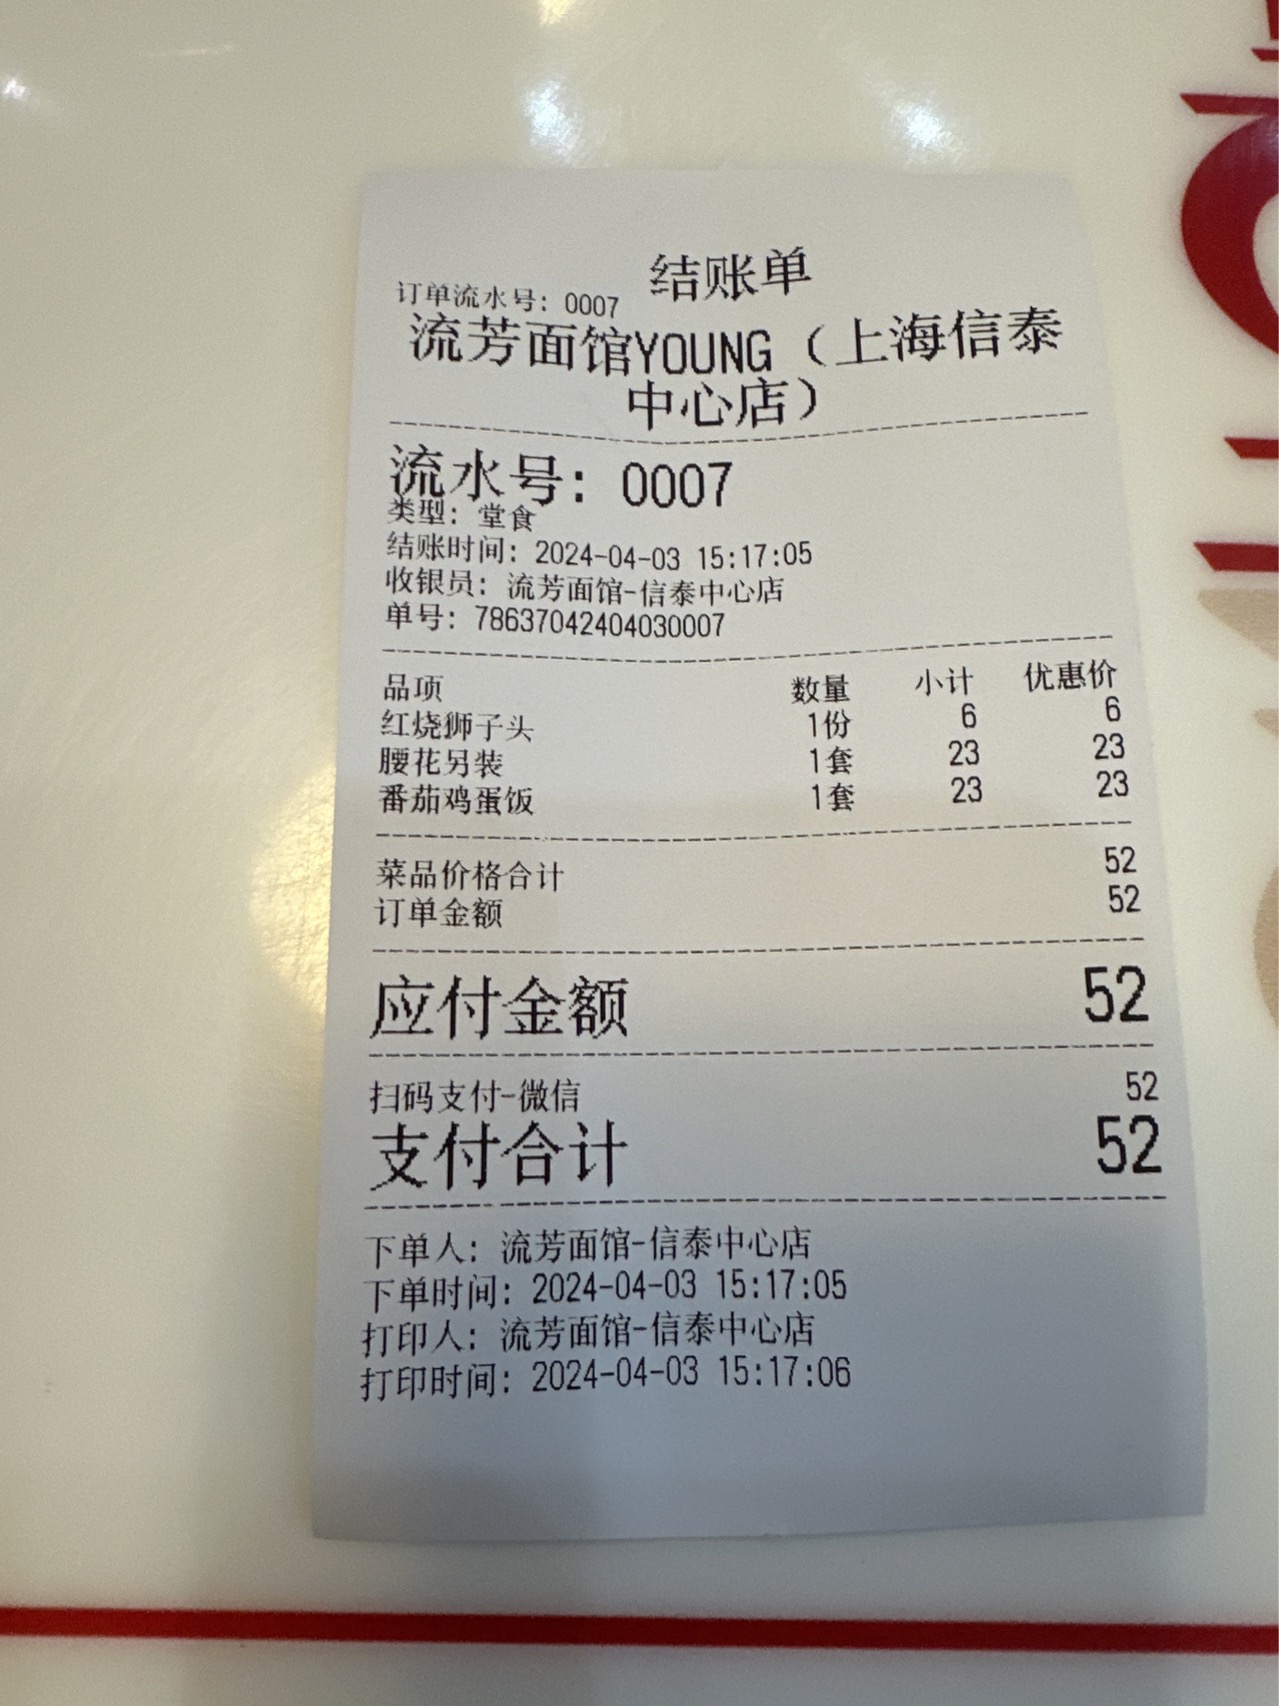 结账单
订单流水号: 0007
流芳面馆YOUNG（上海信泰
中心店）
流水号: 0007
类型: 堂食
结账时间: 2024-04-03 15:17:05
收银员: 流芳面馆-信泰中心店
单号: 78637042404030007
品项 数量 小计 优惠价
红烧狮子头 1份 6 6
腰花另装 1套 23 23
番茄鸡蛋饭 1套 23 23
菜品价格合计 52
订单金额 52
应付金额 52
扫码支付-微信 52
支付合计 52
下单人: 流芳面馆-信泰中心店
下单时间: 2024-04-03 15:17:05
打印人: 流芳面馆-信泰中心店
打印时间: 2024-04-03 15:17:06